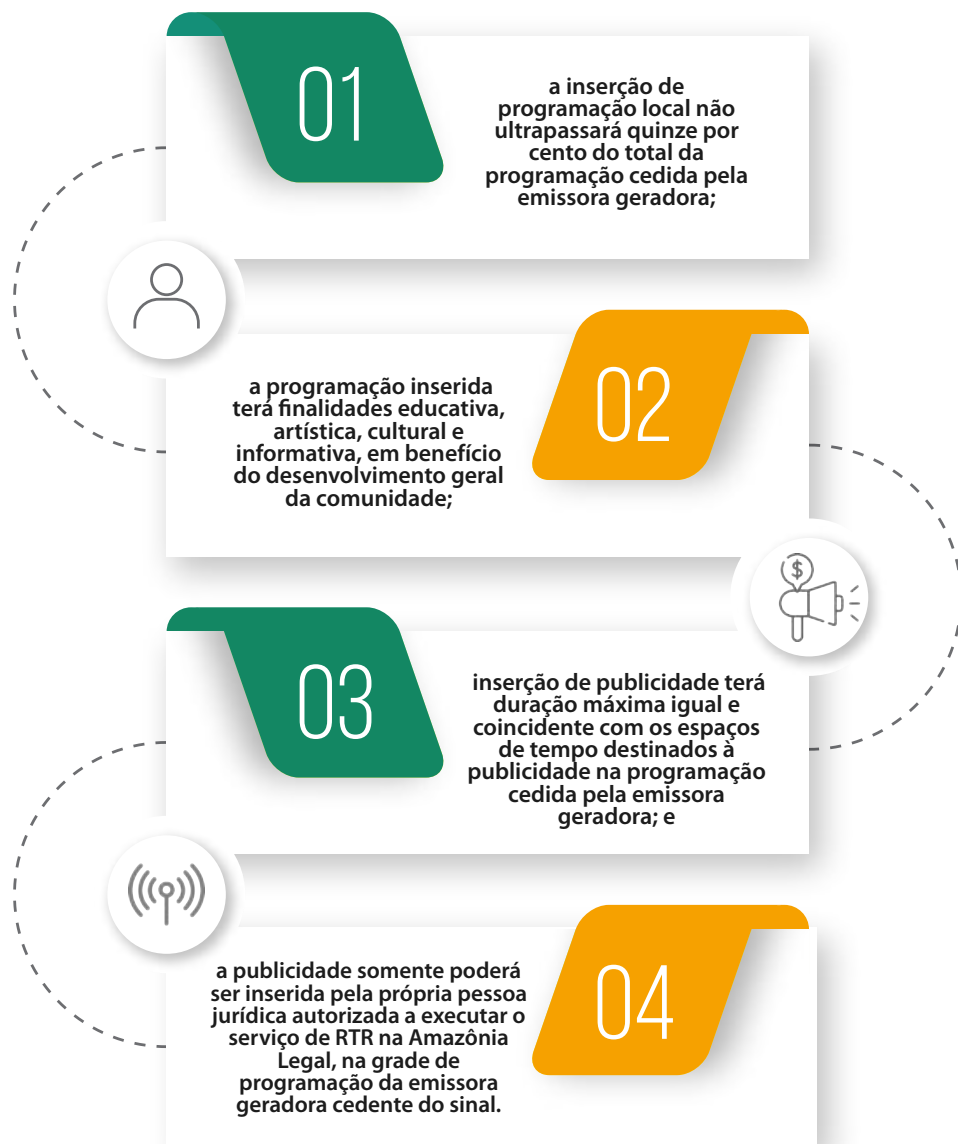 01
a inserção de
programação local não
ultrapassará quinze por
cento do total da
programação cedida pela
emissora geradora;
a programação inserida
terá finalidades educativa,
artística, cultural e
informativa, em benefício
do desenvolvimento geral
da comunidade;
02
$
03
inserção de publicidade terá
duração máxima igual e
coincidente com os espaços
de tempo destinados à
publicidade na programação
cedida pela emissora
geradora; e
a publicidade somente poderá
ser inserida pela própria pessoa
jurídica autorizada a executar o
serviço de RTR na Amazônia
Legal, na grade de
programação da emissora
geradora cedente do sinal.
04